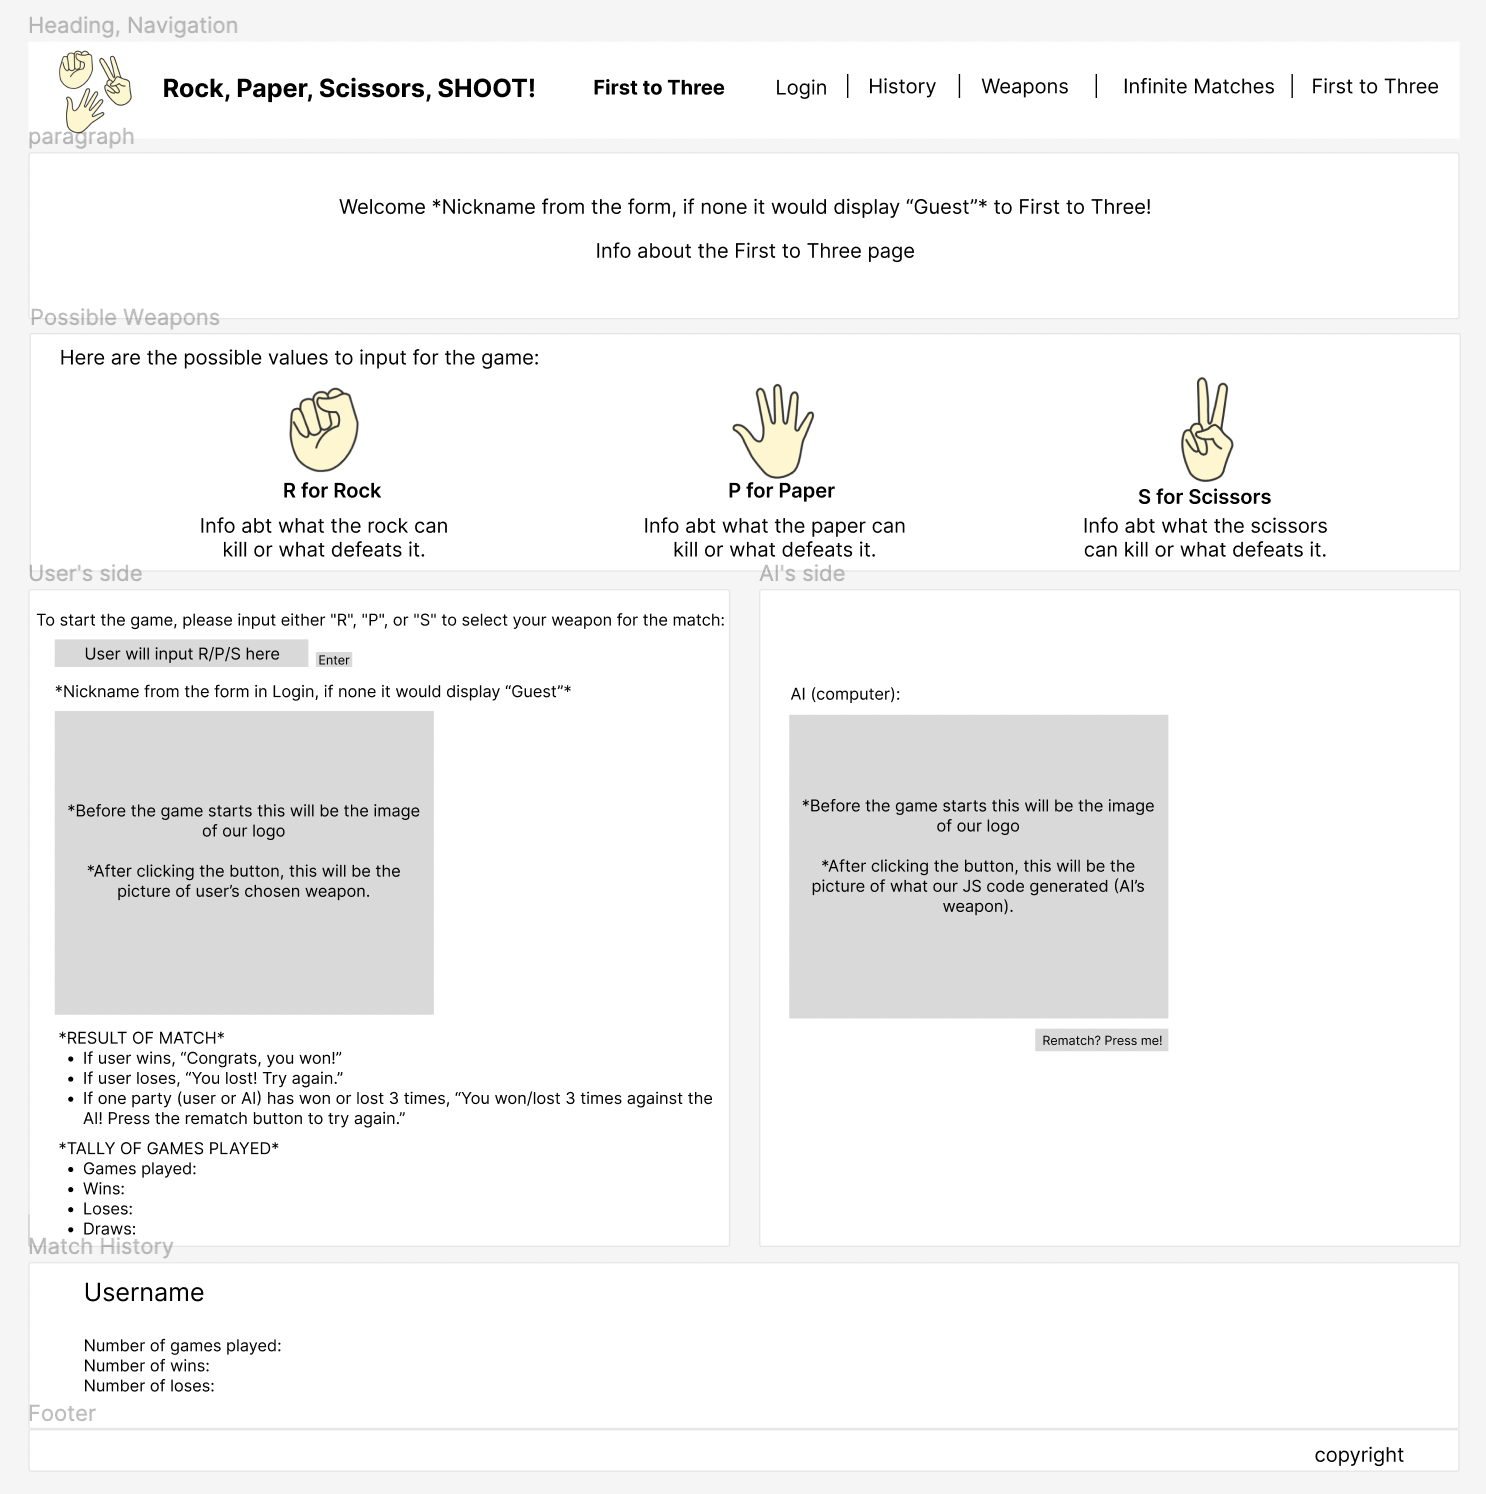 Heading, Navigation
Rock, Paper, Scissors, SHOOT!
First to Three
Login | History | Weapons | Infinite Matches | First to Three
paragraph
Welcome *Nickname from the form, if none it would display “Guest”* to First to Three!
Info about the First to Three page
Possible Weapons
Here are the possible values to input for the game:
R for Rock
Info abt what the rock can
kill or what defeats it.
P for Paper
Info abt what the paper can
kill or what defeats it.
S for Scissors
Info abt what the scissors
can kill or what defeats it.
User's side
To start the game, please input either "R", "P", or "S" to select your weapon for the match:
User will input R/P/S here
Enter
*Nickname from the form in Login, if none it would display “Guest”*
*Before the game starts this will be the image
of our logo
*After clicking the button, this will be the
picture of user’s chosen weapon.
*RESULT OF MATCH*
• If user wins, “Congrats, you won!”
• If user loses, “You lost! Try again.”
• If one party (user or AI) has won or lost 3 times, “You won/lost 3 times against the
AI! Press the rematch button to try again.”
*TALLY OF GAMES PLAYED*
• Games played:
• Wins:
• Loses:
• Draws:
AI's side
AI (computer):
*Before the game starts this will be the image
of our logo
*After clicking the button, this will be the
picture of what our JS code generated (AI’s
weapon).
Rematch? Press me!
Match History
Username
Number of games played:
Number of wins:
Number of loses:
Footer
copyright